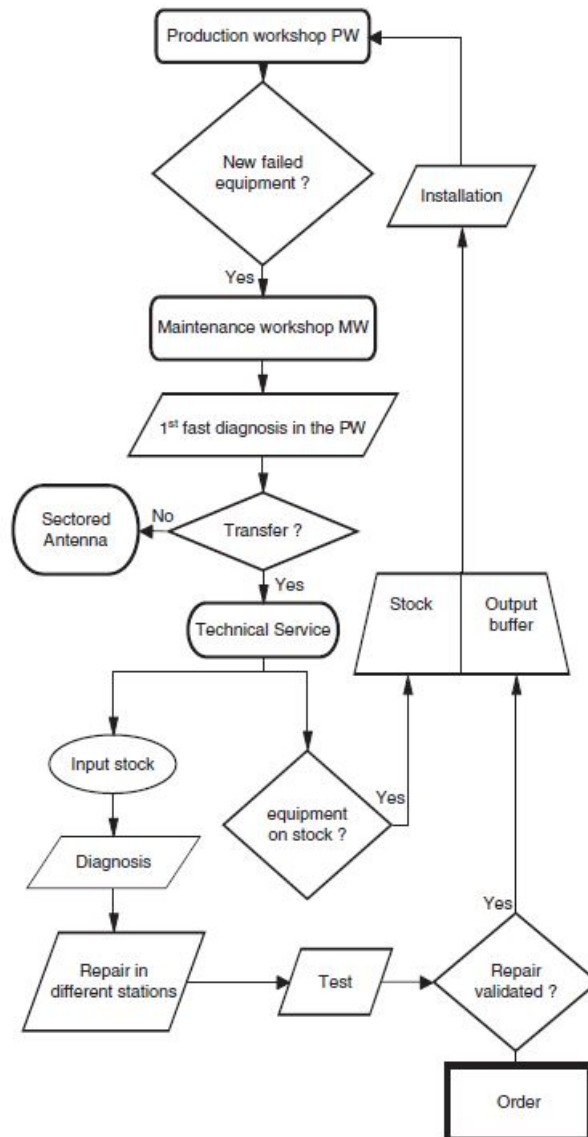 Production workshop PW
New failed
equipment ?
Installation
Yes
Maintenance workshop MW
1st fast diagnosis in the PW
Sectored
Antenna
No
Transfer ?
Yes
Stock
Output
buffer
Technical Service
Input stock
equipment
on stock ?
Yes
Diagnosis
Yes
Repair in
different stations
Test
Repair
validated ?
Order